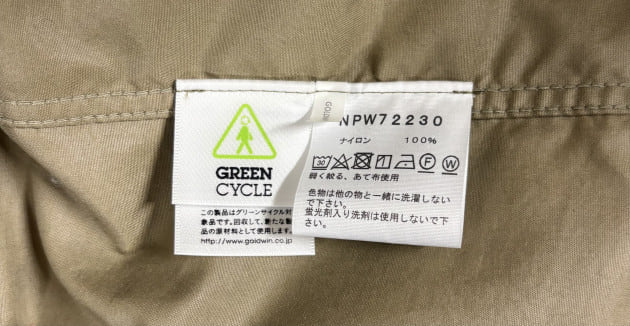 GREEN
CYCLE
この製品はグリーンサイクル対
象商品です。回収して、新たな製
品の原材料として使用します。
http://www.goldwin.co.jp
GOLD
NPW72230
ナイロン 100%
30
弱く絞る、あて布使用
F
W
色物は他の物と一緒に洗濯しない
で下さい。
蛍光剤入り洗剤は使用しないで下
さい。